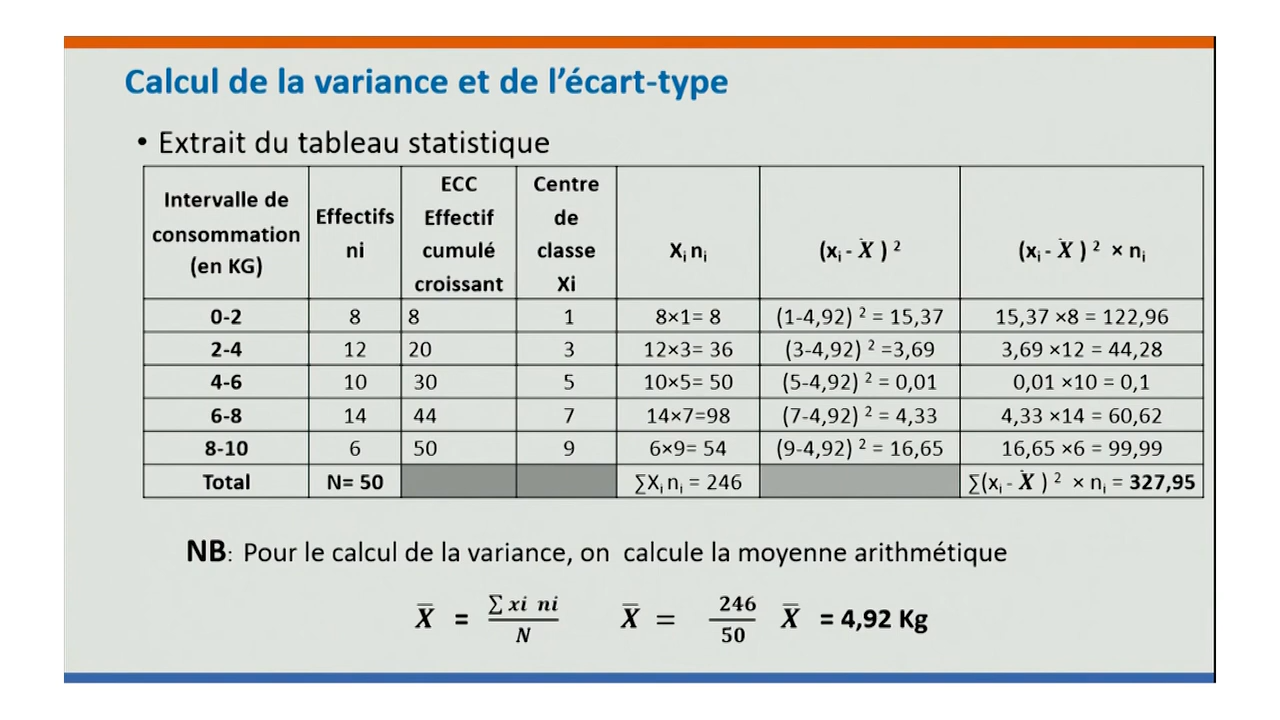 Calcul de la variance et de l’écart-type
• Extrait du tableau statistique
Intervalle de consommation (en KG) | Effectifs ni | ECC Effectif cumulé croissant | Centre de classe Xi | Xᵢ nᵢ | (xᵢ - X̄ ) ² | (xᵢ - X̄ ) ² × nᵢ
0-2 | 8 | 8 | 1 | 8×1= 8 | (1-4,92) ² = 15,37 | 15,37 ×8 = 122,96
2-4 | 12 | 20 | 3 | 12×3= 36 | (3-4,92) ² =3,69 | 3,69 ×12 = 44,28
4-6 | 10 | 30 | 5 | 10×5= 50 | (5-4,92) ² = 0,01 | 0,01 ×10 = 0,1
6-8 | 14 | 44 | 7 | 14×7=98 | (7-4,92) ² = 4,33 | 4,33 ×14 = 60,62
8-10 | 6 | 50 | 9 | 6×9= 54 | (9-4,92) ² = 16,65 | 16,65 ×6 = 99,99
Total | N= 50 | ∑Xᵢ nᵢ = 246 | ∑(xᵢ - X̄ ) ² × nᵢ = 327,95
NB: Pour le calcul de la variance, on calcule la moyenne arithmétique
X̄ = ∑ xi ni / N X̄ = 246 / 50 X̄ = 4,92 Kg